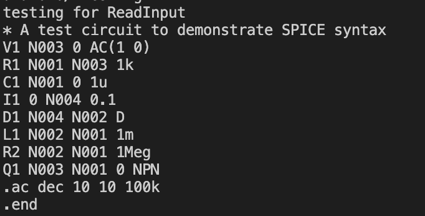 testing for ReadInput
* A test circuit to demonstrate SPICE syntax
V1 N003 0 AC(1 0)
R1 N001 N003 1k
C1 N001 0 1u
I1 0 N004 0.1
D1 N004 N002 D
L1 N002 N001 1m
R2 N002 N001 1Meg
Q1 N003 N001 0 NPN
.ac dec 10 10 100k
.end